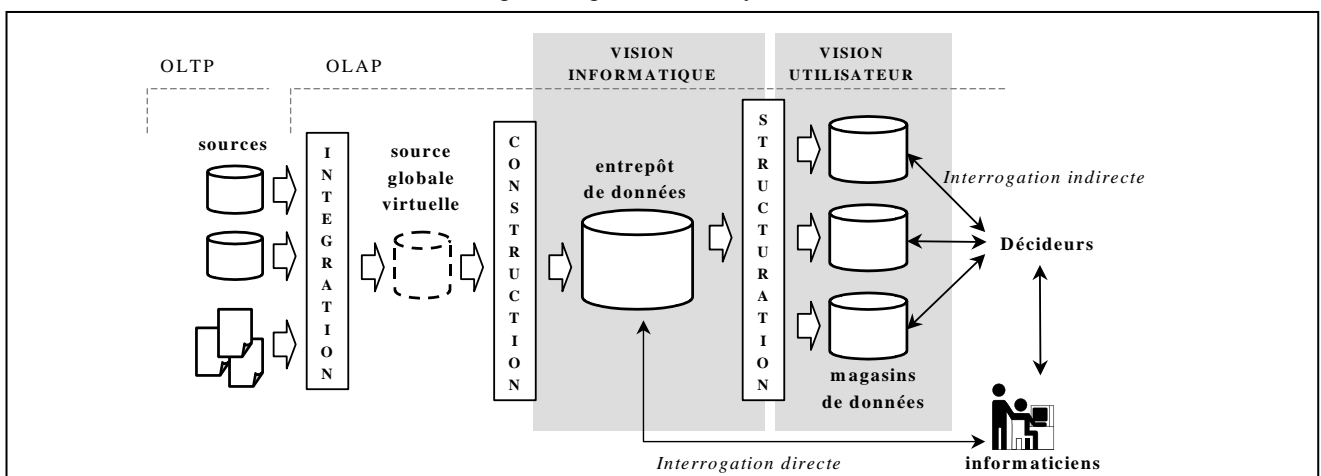 OLTP
OLAP
VISION
INFORMATIQUE
VISION
UTILISATEUR
sources
INTEGRATION
source
globale
virtuelle
CONSTRUCTION
entrepôt
de données
STRUCTURATION
Interrogation indirecte
Décideurs
magasins
de données
Interrogation directe
informaticiens